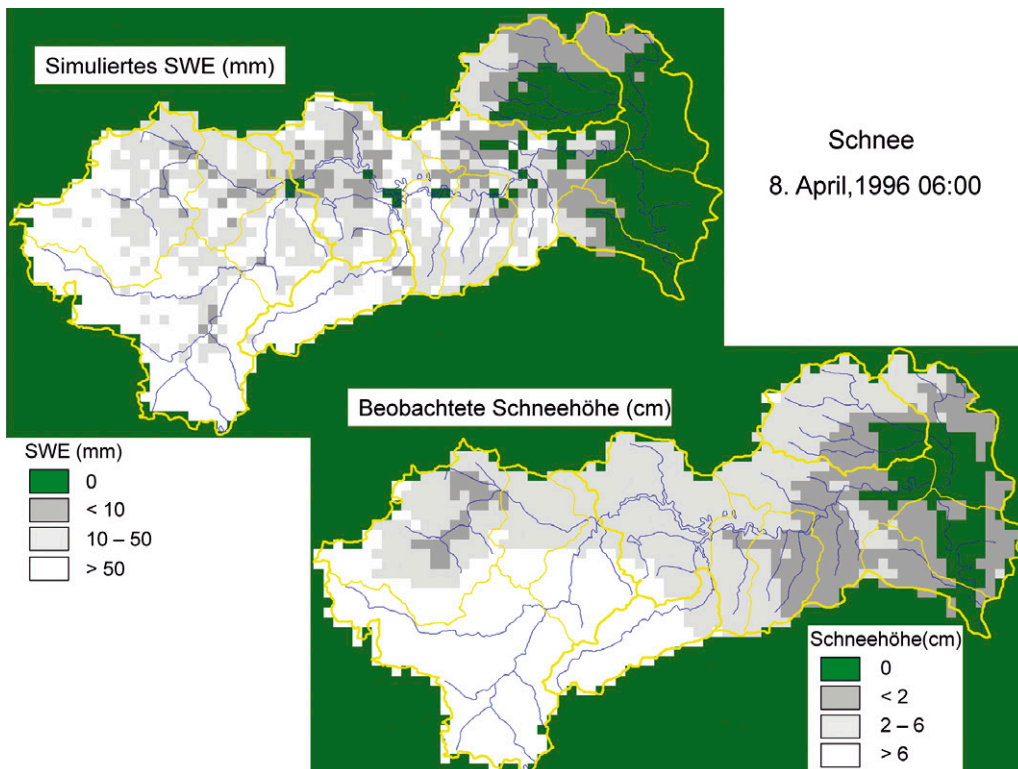 Simuliertes SWE (mm)
Schnee
8. April,1996 06:00
Beobachtete Schneehöhe (cm)
SWE (mm)
0
< 10
10 – 50
> 50
Schneehöhe(cm)
0
< 2
2 – 6
> 6